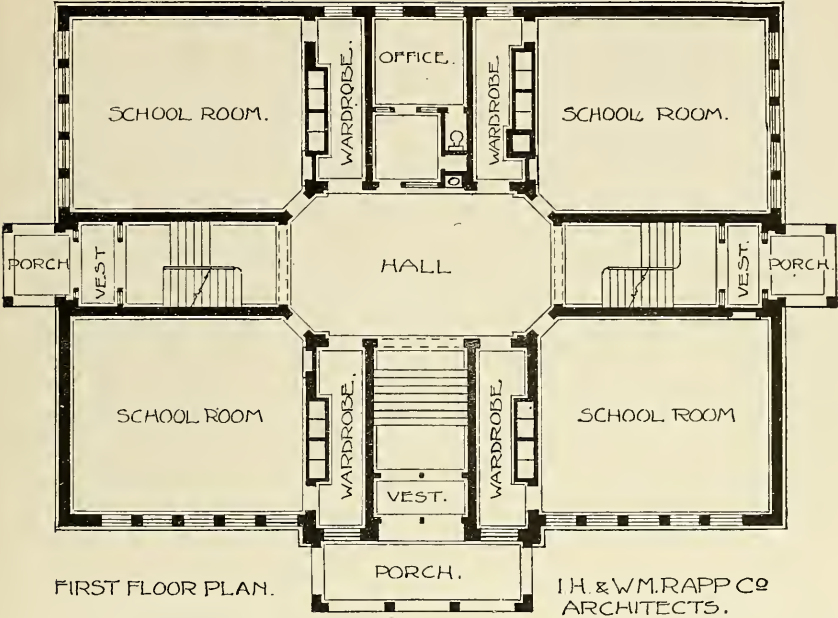 OFFICE.
WARDROBE.
WARDROBE.
SCHOOL ROOM.
SCHOOL ROOM.
PORCH
VEST
HALL
VEST.
PORCH.
SCHOOL ROOM
WARDROBE.
WARDROBE.
SCHOOL ROOM
VEST.
PORCH.
FIRST FLOOR PLAN.
I H. & W M. RAPP Cº
ARCHITECTS.